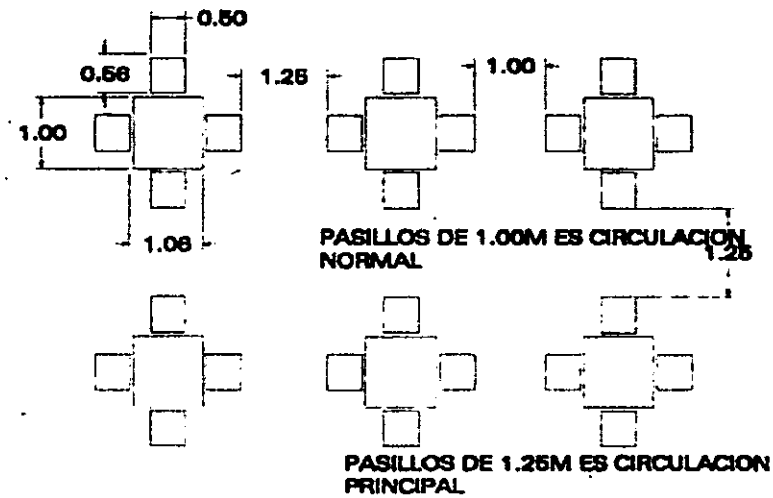 0.50
0.56
1.25
1.00
1.00
1.06
PASILLOS DE 1.00M ES CIRCULACION
NORMAL
1.25
PASILLOS DE 1.25M ES CIRCULACION
PRINCIPAL